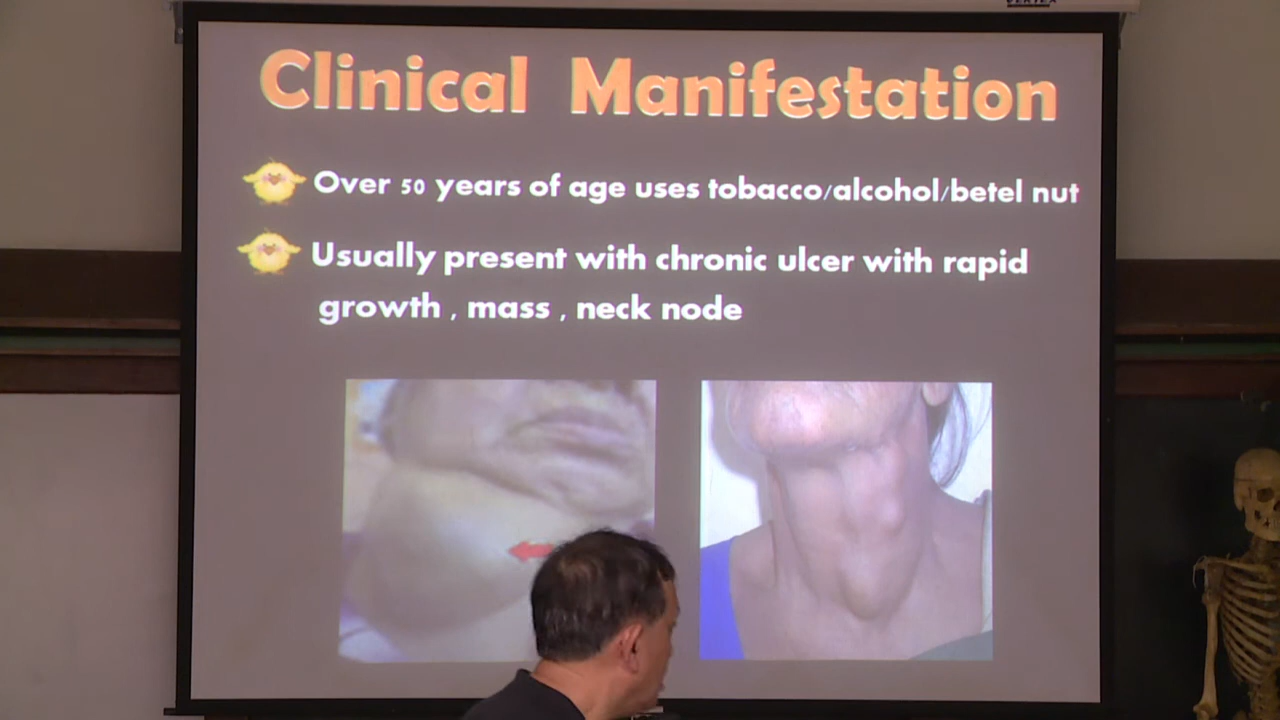 Clinical Manifestation
Over 50 years of age uses tobacco/alcohol/betel nut
Usually present with chronic ulcer with rapid
growth , mass , neck node